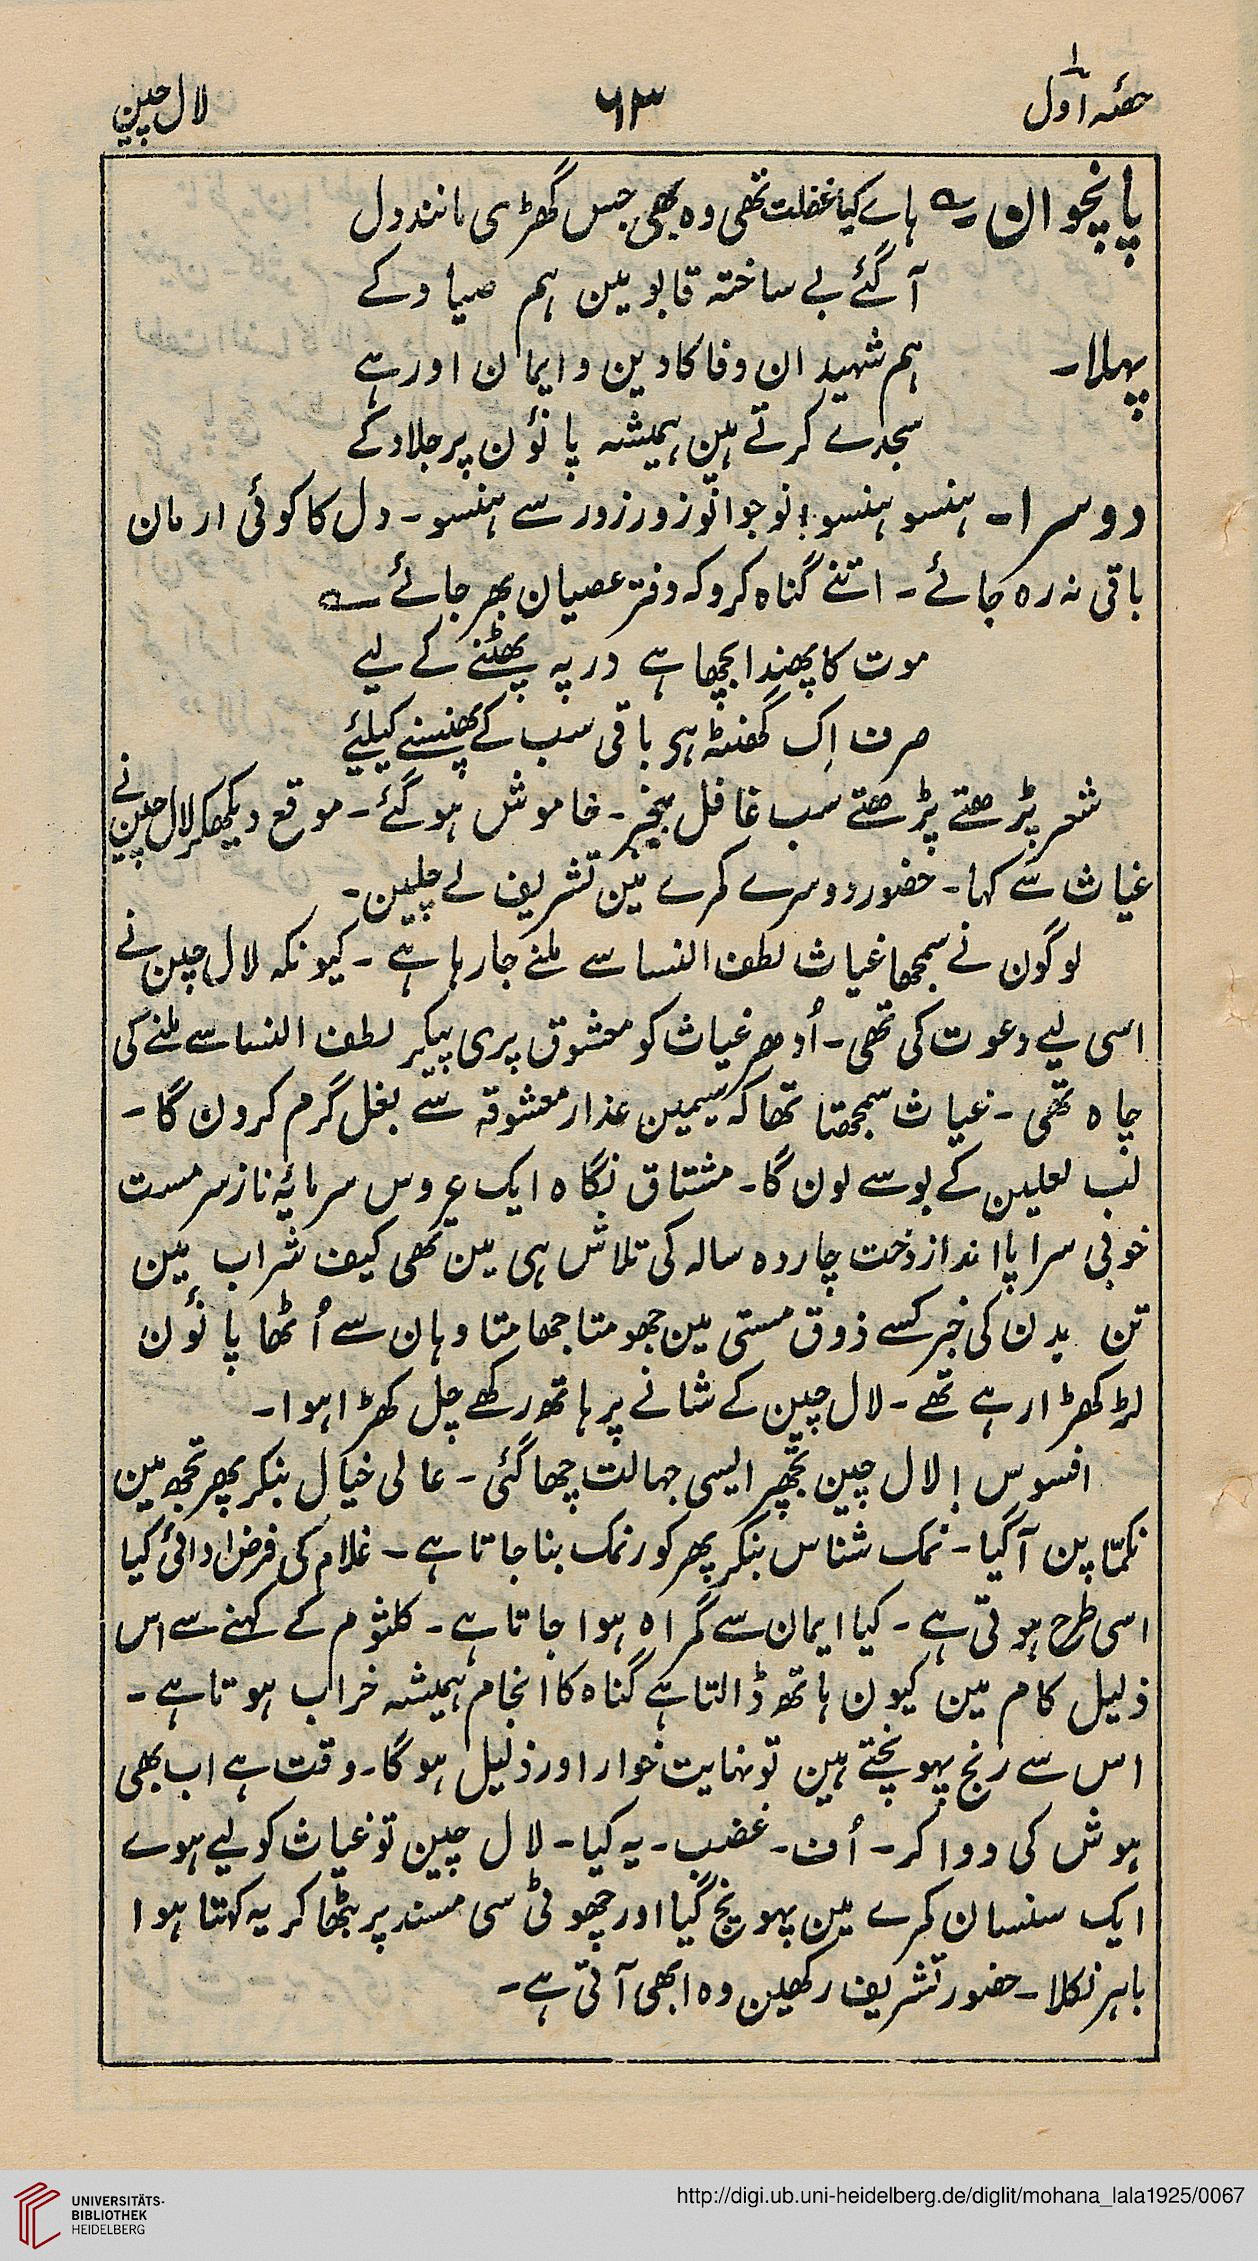 حصّہ اوّل
۶۳
لال چین
پانچوان ؎ ہاے کیا غفلت تھی وہ بھی جس گھڑی مانند دل
آ گئے بے ساختہ قابو مین ہم صیاد کے
پہلا۔ ہم شہید ان وفا کا دین و ایمان اور ہے
سجدے کرتے ہین ہمیشہ پانؤن پر جلاد کے
دوسرا۔ ہنسو ہنسو! نوجوانو زور زور سے ہنسو۔ دل کا کوئی ارمان
باقی نہ رہ جائے۔ اتنے گناہ کرو کہ دفتر عصیان بھر جائے ؎
موت کا پھندا بچھا ہے در پہ پھٹنے کے لیے
صرف اِک گھنٹہ ہی باقی سب کے پھنسنے کیلئے
شعر پڑھتے پڑھتے سب غافل بیخبر۔ خاموش ہو گئے۔ موقع دیکھکر لال چین نے
غیاث سے کہا۔ حضور دوسرے کمرے مین تشریف لے چلیین۔
لوگون نے سمجھا غیاث لطف النسا سے ملنے جا رہا ہے۔ کیونکہ لال چین نے
اسی لیے دعوت کی تھی۔ اُدھر غیاث کو معشوق پری پیکر لطف النسا سے ملنے کی
چاہ تھی۔ غیاث سمجھتا تھا کہ سیمین عذار معشوقہ سے بغل گرم کرون گا۔
لب لعلین کے بوسے لون گا۔ مشتاق نگاہ ایک عروس سرمایۂ ناز سرمست
خوبی سراپا انداز دخت چاردہ سالہ کی تلاش ہی مین تھی کیف شراب مین
تن بدن کی خبر کسے ذوق مستی مین جھومتا جھامتا وہان سے اُٹھا پانؤن
لڑکھڑا رہے تھے۔ لال چین کے شانے پر ہاتھ رکھے چل کھڑا ہوا۔
افسوس! لال چین تجھپر ایسی جہالت چھا گئی۔ عالی خیال بنکر پھر تجھ مین
نکمّا پن آگیا۔ نمک شناس بنکر پھر کور نمک بنا جاتا ہے۔ غلام کی فرض ادائی کیا
اسی طرح ہوتی ہے۔ کیا ایمان سے گمراہ ہوا جاتا ہے۔ کلثوم کے کہنے سے اس
ذلیل کام مین کیون ہاتھ ڈالتا ہے گناہ کا انجام ہمیشہ خراب ہوتا ہے۔
اس سے رنج پہونچتے ہین تو نہایت خوار اور ذلیل ہوگا۔ وقت ہے اب بھی
ہوش کی دوا کر۔ اُف۔ غضب۔ یہ کیا۔ لال چین تو غیاث کو لیے ہوے
ایک سنسان کمرے مین پہونچ گیا اور چھوٹی سی مسند پر بٹھا کر یہ کہتا ہوا
باہر نکلا۔ حضور تشریف رکھین وہ ابھی آتی ہے۔
UNIVERSITÄTS-
BIBLIOTHEK
HEIDELBERG
http://digi.ub.uni-heidelberg.de/diglit/mohana_lala1925/0067